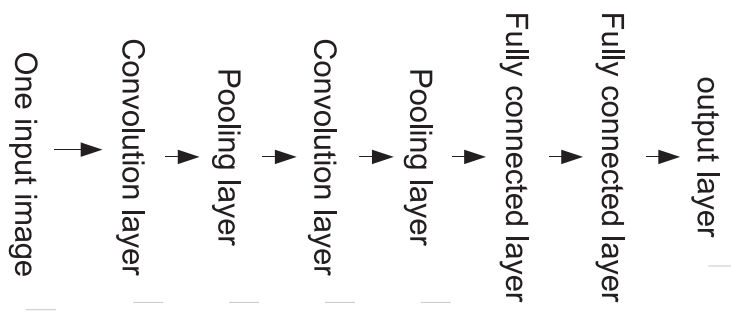 One input image
Convolution layer
Pooling layer
Convolution layer
Pooling layer
Fully connected layer
Fully connected layer
output layer